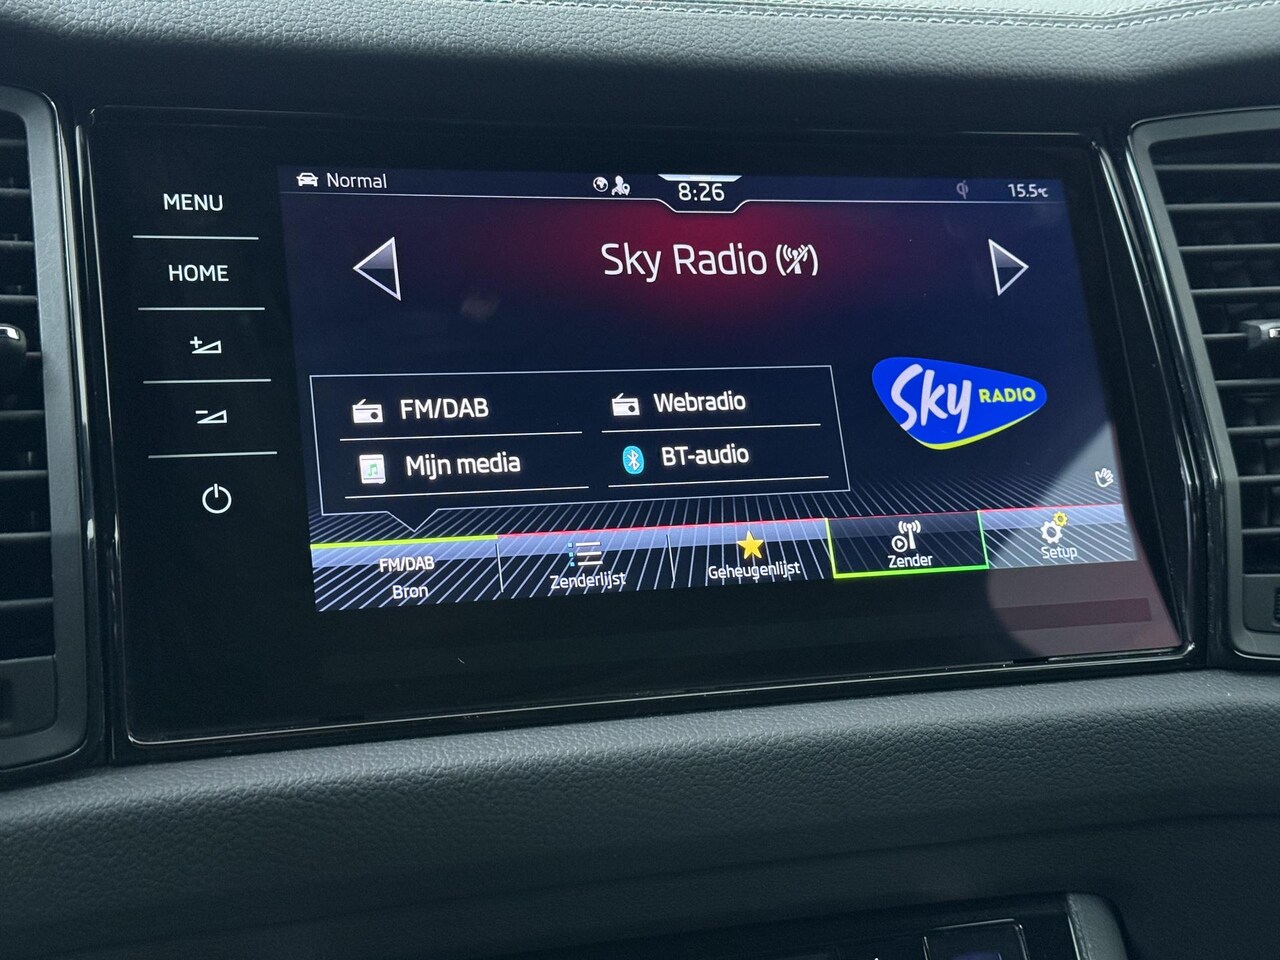 MENU
HOME
Normal
8:26
15.5°C
Sky Radio
FM/DAB
Webradio
Mijn media
BT-audio
Sky RADIO
FM/DAB
Bron
Zenderlijst
Geheugenlijst
Zender
Setup